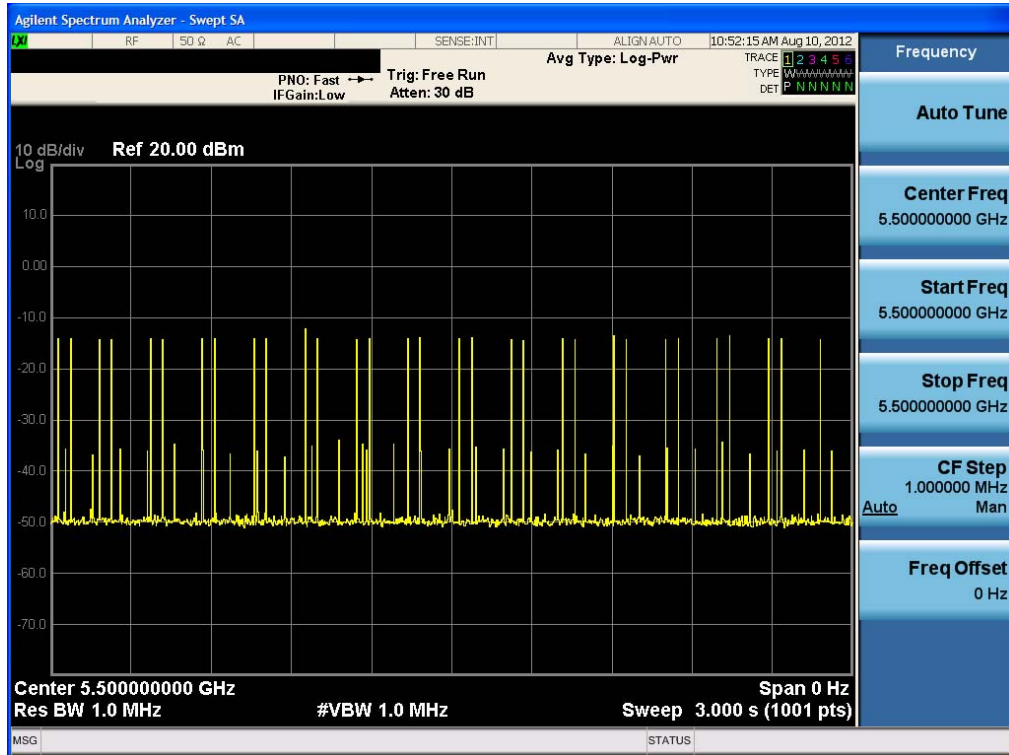 Agilent Spectrum Analyzer - Swept SA
LXI RF 50 Ω AC SENSE:INT ALIGN AUTO 10:52:15 AM Aug 10, 2012
Frequency
Avg Type: Log-Pwr
TRACE 1 2 3 4 5 6
PNO: Fast Trig: Free Run
TYPE W
IFGain:Low Atten: 30 dB
DET P N N N N N
Auto Tune
10 dB/div Ref 20.00 dBm
Log
10.0
0.00
-10.0
-20.0
-30.0
-40.0
-50.0
-60.0
-70.0
Center Freq
5.500000000 GHz
Start Freq
5.500000000 GHz
Stop Freq
5.500000000 GHz
CF Step
1.000000 MHz
Auto Man
Freq Offset
0 Hz
Center 5.500000000 GHz Span 0 Hz
Res BW 1.0 MHz #VBW 1.0 MHz Sweep 3.000 s (1001 pts)
MSG STATUS